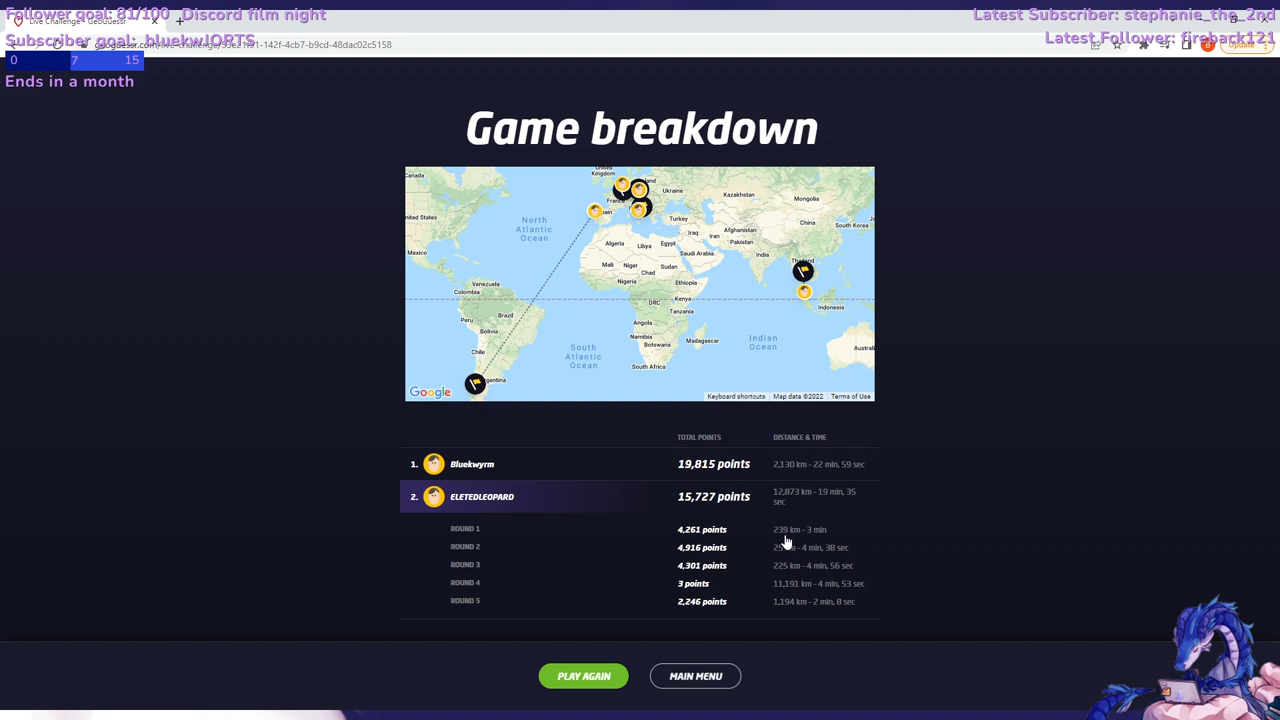 Follower goal: 81/100 Discord film night
Latest Subscriber: stephanie_the_2nd
Live Challenge - GeoGuessr
Subscriber goal: bluekwJORTS
Latest Follower: fireback121
Update
0 7 15
Ends in a month
Game breakdown
Canada
United Kingdom
Ukraine
Kazakhstan
Mongolia
France
Spain
Turkey
China
South Korea
United States
North Atlantic Ocean
Iraq
Iran
Afghanistan
Algeria
Libya
Egypt
Saudi Arabia
India
Thailand
Mexico
Mali
Niger
Chad
Sudan
Nigeria
Ethiopia
Venezuela
Colombia
DRC
Kenya
Indonesia
Tanzania
Peru
Brazil
Angola
Bolivia
Namibia
Botswana
Madagascar
Indian Ocean
Chile
South Atlantic Ocean
South Africa
Google
Keyboard shortcuts
Map data ©2022
Terms of Use
TOTAL POINTS DISTANCE & TIME
1. Bluekwyrm 19,815 points 2,130 km - 22 min, 59 sec
2. ELETEDLEOPARD 15,727 points 12,873 km - 19 min, 35 sec
ROUND 1 4,261 points 239 km - 3 min
ROUND 2 4,916 points - 4 min, 38 sec
ROUND 3 4,301 points 225 km - 4 min, 56 sec
ROUND 4 3 points 11,191 km - 4 min, 53 sec
ROUND 5 2,246 points 1,194 km - 2 min, 8 sec
PLAY AGAIN
MAIN MENU